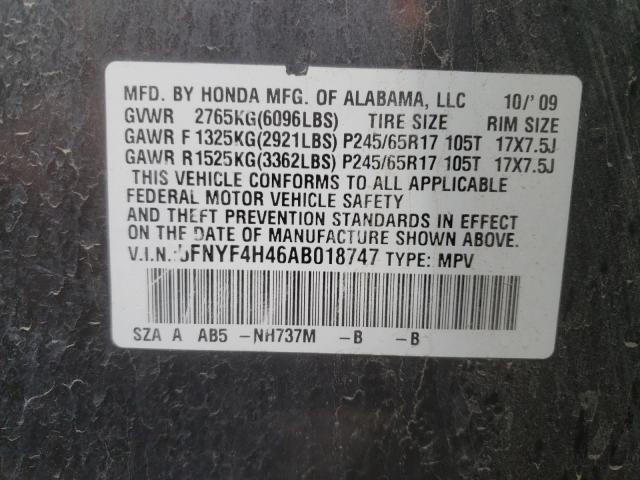 MFD. BY HONDA MFG. OF ALABAMA, LLC 10/'09
GVWR 2765KG(6096LBS) TIRE SIZE RIM SIZE
GAWR F 1325KG(2921LBS) P245/65R17 105T 17X7.5J
GAWR R 1525KG(3362LBS) P245/65R17 105T 17X7.5J
THIS VEHICLE CONFORMS TO ALL APPLICABLE
FEDERAL MOTOR VEHICLE SAFETY
AND THEFT PREVENTION STANDARDS IN EFFECT
ON THE DATE OF MANUFACTURE SHOWN ABOVE.
V.I.N.: 5FNYF4H46AB018747 TYPE: MPV
SZA A AB5 -NH737M -B -B